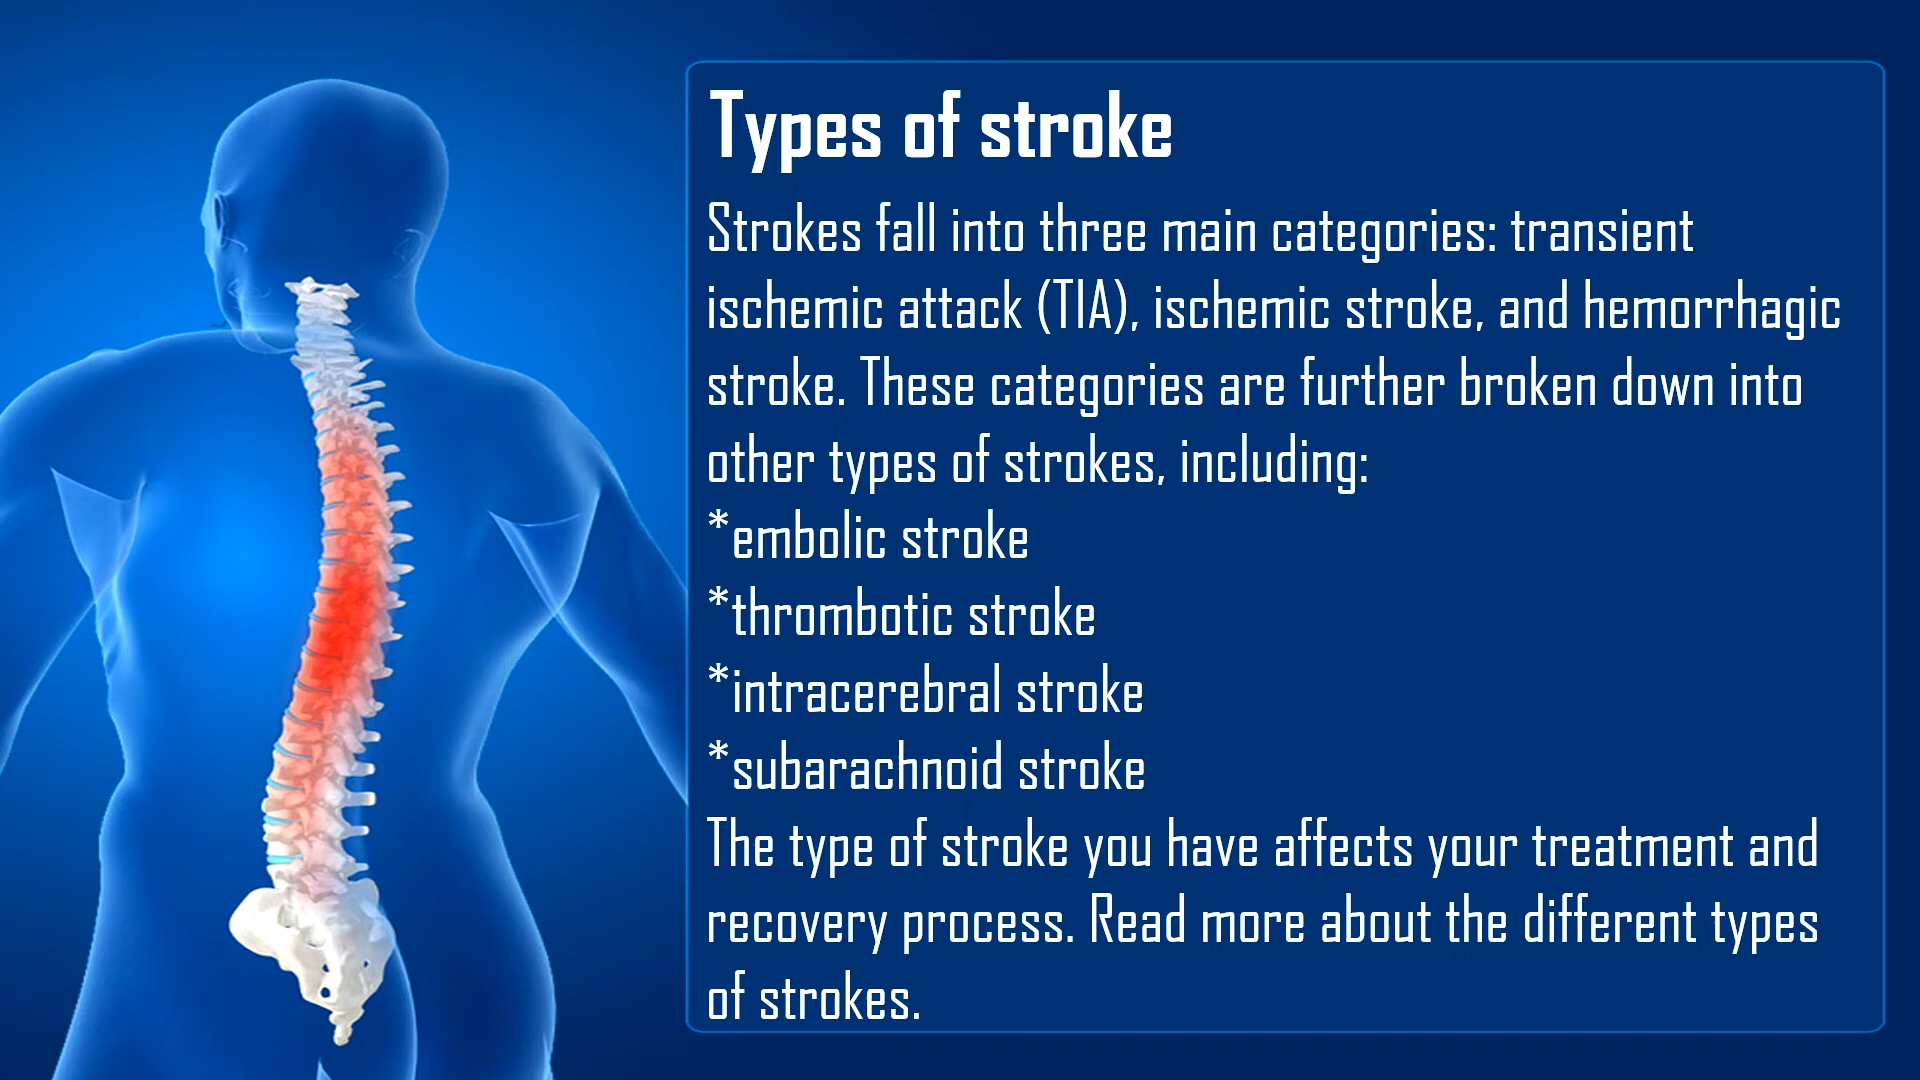 Types of stroke
Strokes fall into three main categories: transient
ischemic attack (TIA), ischemic stroke, and hemorrhagic
stroke. These categories are further broken down into
other types of strokes, including:
*embolic stroke
*thrombotic stroke
*intracerebral stroke
*subarachnoid stroke
The type of stroke you have affects your treatment and
recovery process. Read more about the different types
of strokes.